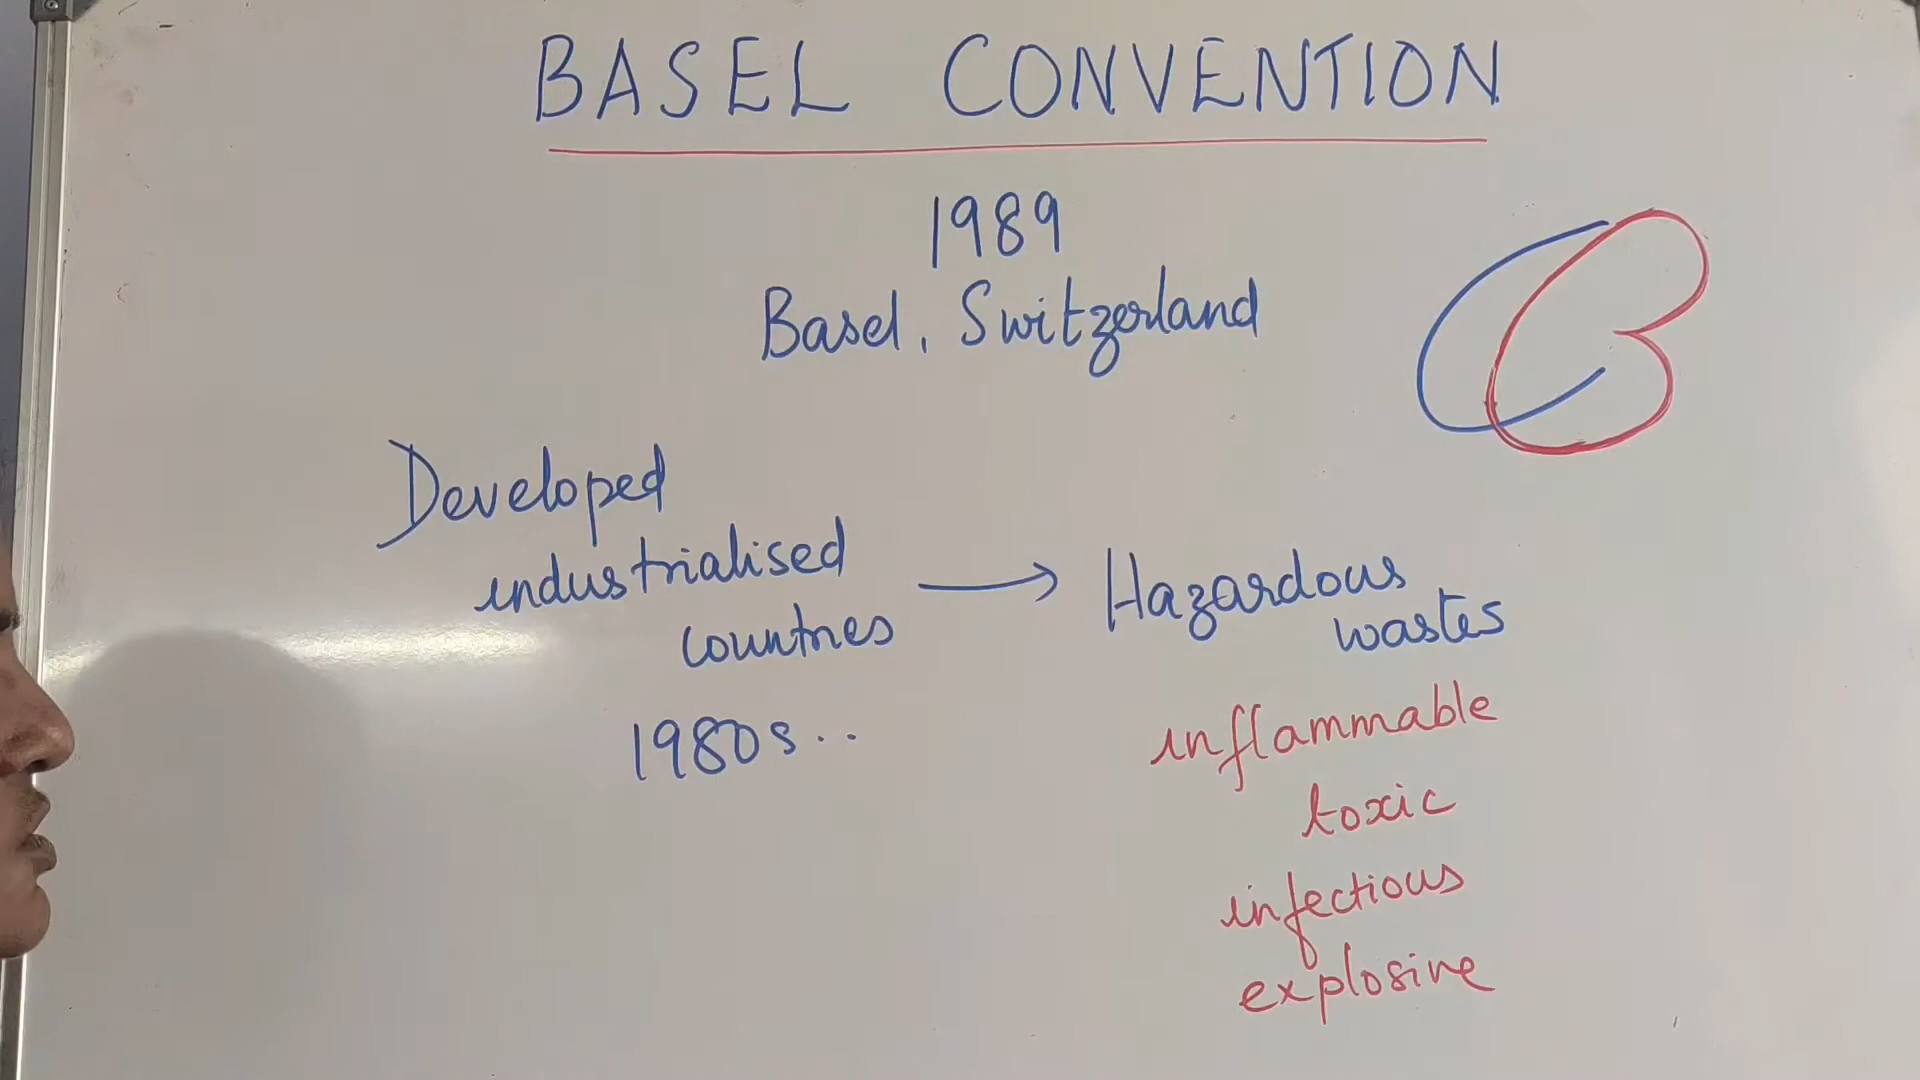 BASEL CONVENTION
1989
Basel, Switzerland
Developed
industrialised
countries
1980s..
→ Hazardous
wastes
inflammable
toxic
infectious
explosive